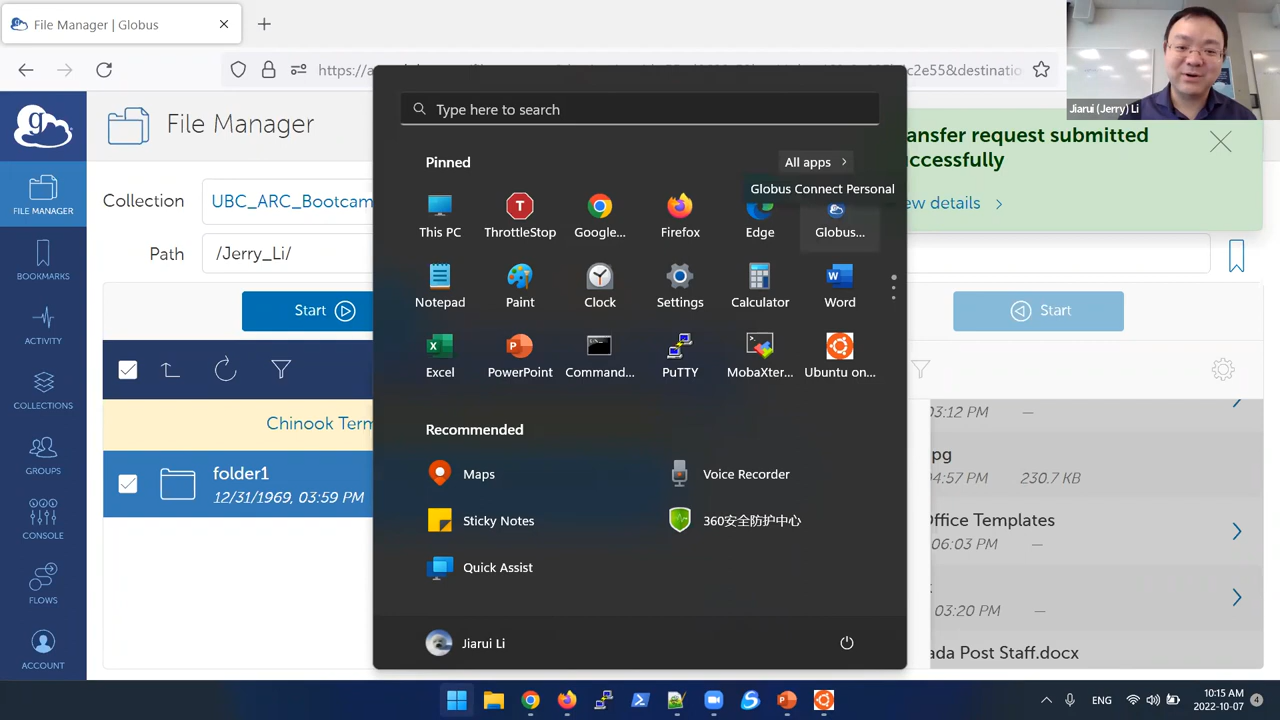 File Manager | Globus
c2e55&destinatio
Jiarui (Jerry) Li
File Manager
Type here to search
ansfer request submitted
uccessfully
ew details
Pinned
All apps
Globus Connect Personal
FILE MANAGER
Collection
UBC_ARC_Bootcam
Path
/Jerry_Li/
This PC
ThrottleStop
Google...
Firefox
Edge
Globus...
BOOKMARKS
Notepad
Paint
Clock
Settings
Calculator
Word
Start
Start
ACTIVITY
Excel
PowerPoint
Command...
PuTTY
MobaXter...
Ubuntu on...
COLLECTIONS
Chinook Term
03:12 PM —
Recommended
GROUPS
folder1
12/31/1969, 03:59 PM
Maps
Voice Recorder
pg
04:57 PM 230.7 KB
CONSOLE
Sticky Notes
360安全防护中心
Office Templates
06:03 PM —
Quick Assist
FLOWS
03:20 PM —
Jiarui Li
ada Post Staff.docx
ACCOUNT
ENG
10:15 AM
2022-10-07
4